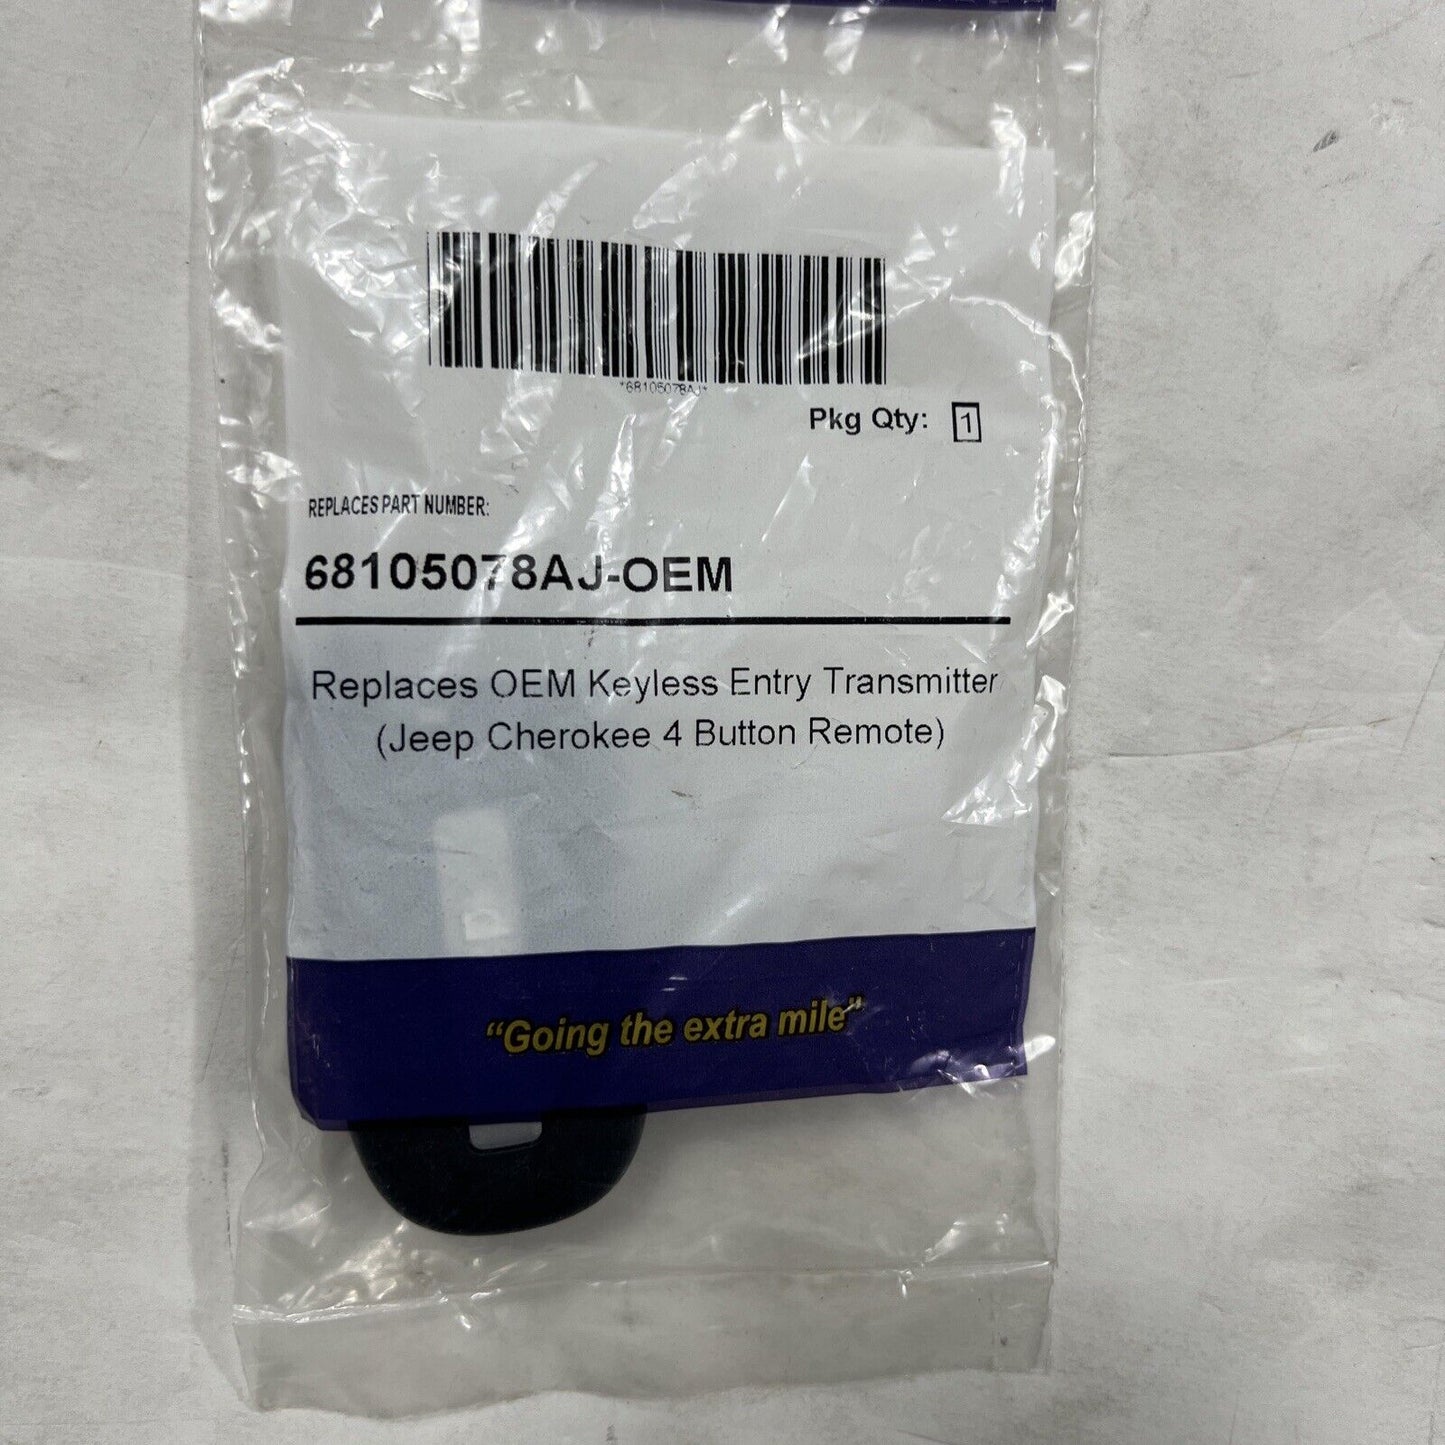 *68105078AJ*
Pkg Qty: 1
REPLACES PART NUMBER:
68105078AJ-OEM
Replaces OEM Keyless Entry Transmitter
(Jeep Cherokee 4 Button Remote)
“Going the extra mile”